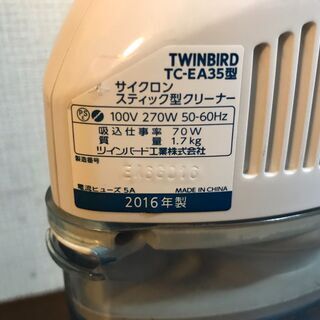 TWINBIRD
TC-EA35型
サイクロン
スティック型クリーナー
100V 270W 50-60Hz
吸込仕事率 70W
質量 1.7kg
ツインバード工業株式会社
製造番号
電流ヒューズ 5A MADE IN CHINA
2016年製